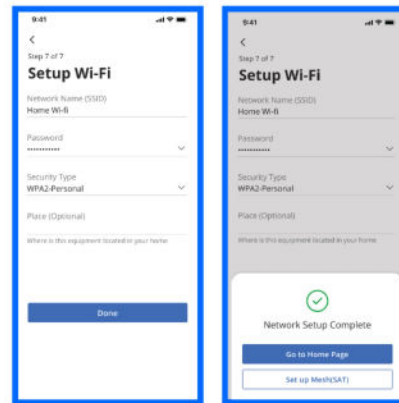 9:41
Step 7 of 7
Setup Wi-Fi
Network Name (SSID)
Home Wi-fi
Password
•••••••••••
Security Type
WPA2-Personal
Place (Optional)
Where is this equipment located in your home
Done
9:41
Step 7 of 7
Setup Wi-Fi
Network Name (SSID)
Home Wi-fi
Password
•••••••••••
Security Type
WPA2-Personal
Place (Optional)
Where is this equipment located in your home
Network Setup Complete
Go to Home Page
Set up Mesh(SAT)